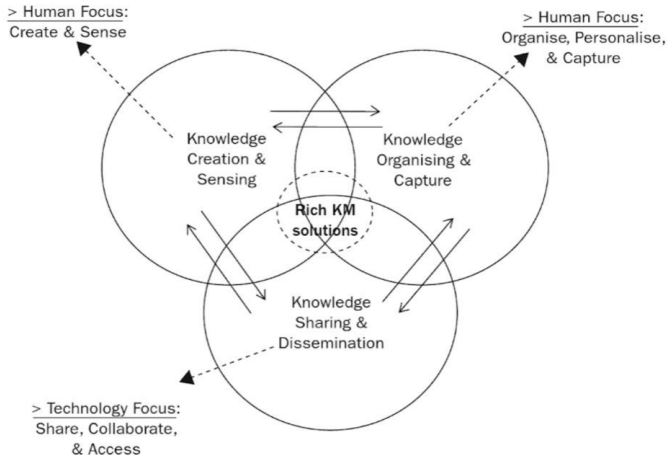 > Human Focus:
Create & Sense
> Human Focus:
Organise, Personalise,
& Capture
Knowledge
Creation &
Sensing
Knowledge
Organising &
Capture
Rich KM
solutions
Knowledge
Sharing &
Dissemination
> Technology Focus:
Share, Collaborate,
& Access